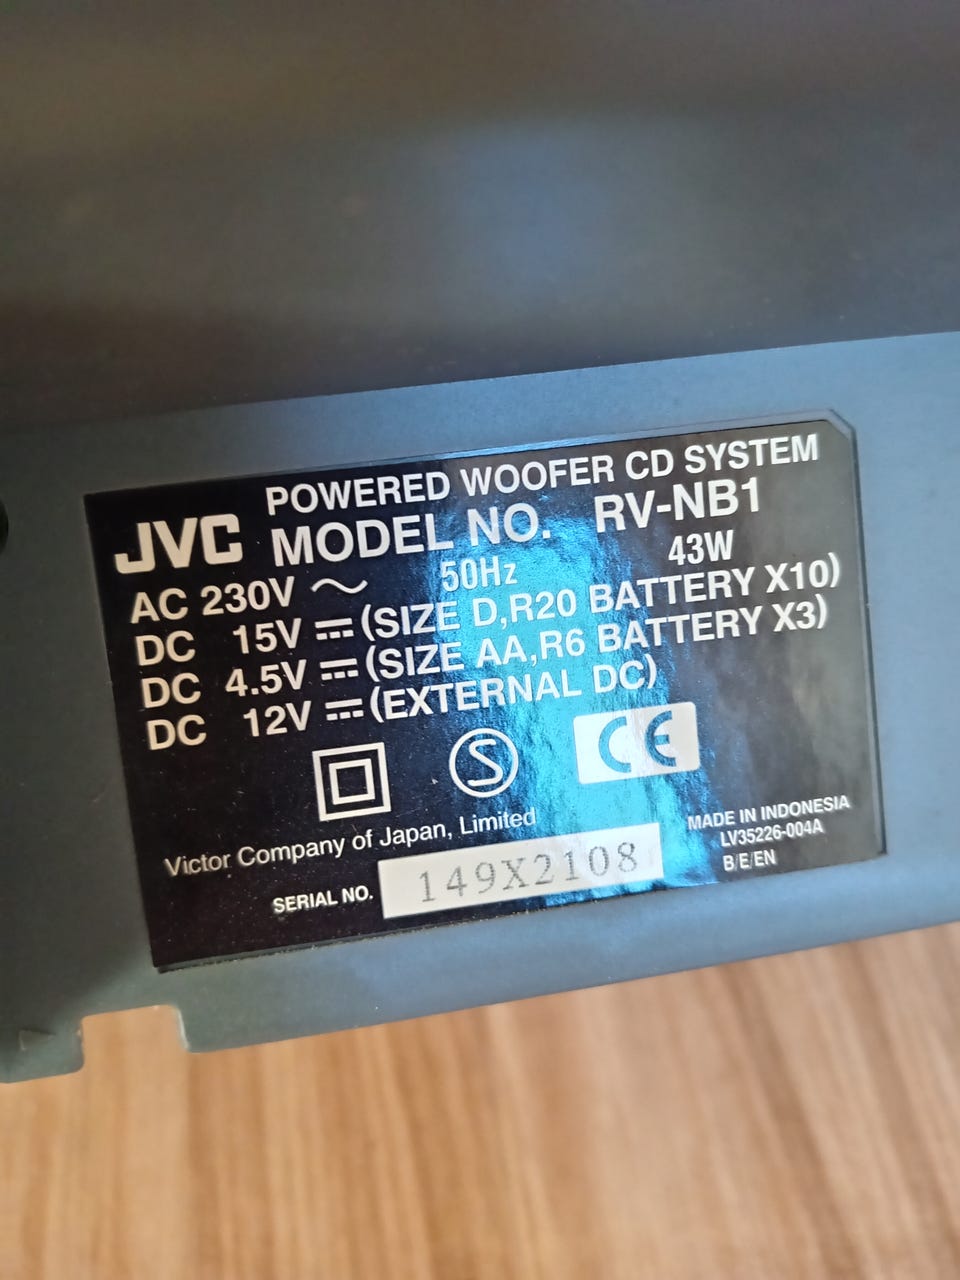 POWERED WOOFER CD SYSTEM
JVC MODEL NO. RV-NB1
AC 230V ~ 50Hz 43W
DC 15V ⎓ (SIZE D,R20 BATTERY X10)
DC 4.5V ⎓ (SIZE AA,R6 BATTERY X3)
DC 12V ⎓ (EXTERNAL DC)
S CE
Victor Company of Japan, Limited
MADE IN INDONESIA
LV35226-004A
B/E/EN
SERIAL NO. 149X2108